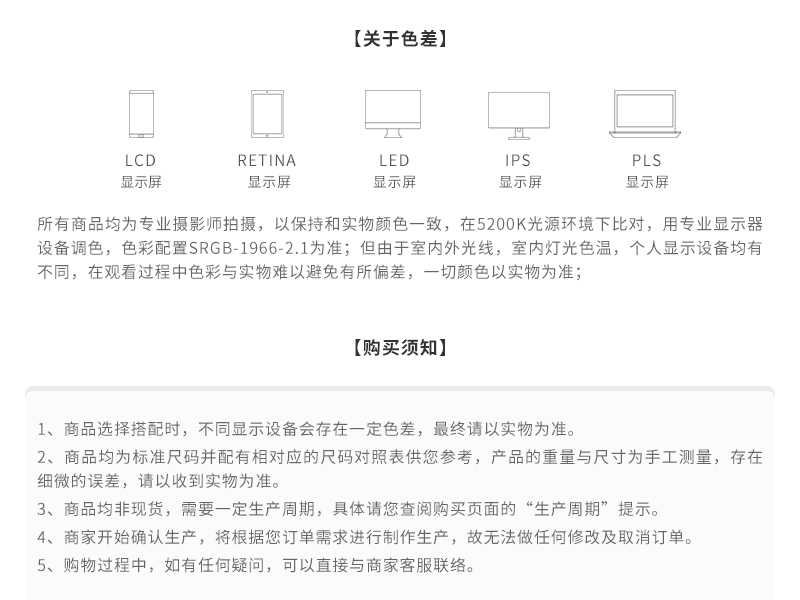 【关于色差】
LCD
RETINA
LED
IPS
PLS
显示屏
显示屏
显示屏
显示屏
显示屏
所有商品均为专业摄影师拍摄，以保持和实物颜色一致，在5200K光源环境下比对，用专业显示器
设备调色，色彩配置SRGB-1966-2.1为准；但由于室内外光线，室内灯光色温，个人显示设备均有
不同，在观看过程中色彩与实物难以避免有所偏差，一切颜色以实物为准；
【购买须知】
1、商品选择搭配时，不同显示设备会存在一定色差，最终请以实物为准。
2、商品均为标准尺码并配有相对应的尺码对照表供您参考，产品的重量与尺寸为手工测量，存在
细微的误差，请以收到实物为准。
3、商品均非现货，需要一定生产周期，具体请您查阅购买页面的“生产周期”提示。
4、商家开始确认生产，将根据您订单需求进行制作生产，故无法做任何修改及取消订单。
5、购物过程中，如有任何疑问，可以直接与商家客服联络。